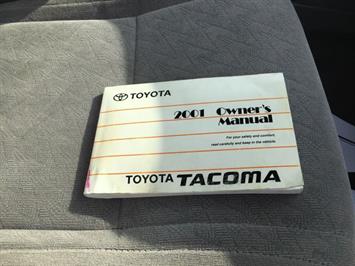 TOYOTA
2001 Owner's
Manual
For your safety and comfort,
read carefully and keep in the vehicle.
TOYOTA TACOMA